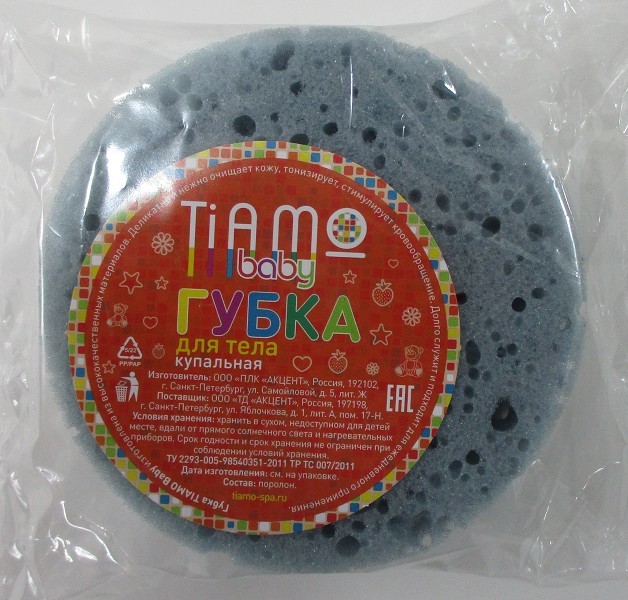 Губка TIAMO Baby изготовлена из высококачественных материалов. Деликатно и нежно очищает кожу, тонизирует, стимулирует кровообращение. Долго служит и подходит для ежедневного применения.
TiAMO
baby
ГУБКА
для тела
купальная
PP/PAP
Изготовитель: ООО «ПЛК «АКЦЕНТ», Россия, 192102,
г. Санкт-Петербург, ул. Самойловой, д. 5, лит. Ж
Поставщик: ООО «ТД «АКЦЕНТ», Россия, 197198,
г. Санкт-Петербург, ул. Яблочкова, д. 1, лит. А, пом. 17-Н.
Условия хранения: хранить в сухом, недоступном для детей
месте, вдали от прямого солнечного света и нагревательных
приборов. Срок годности и срок хранения не ограничен при
соблюдении условий хранения.
ТУ 2293-005-98540351-2011 ТР ТС 007/2011
Дата изготовления: см. на упаковке.
Состав: поролон.
tiamo-spa.ru
EAC